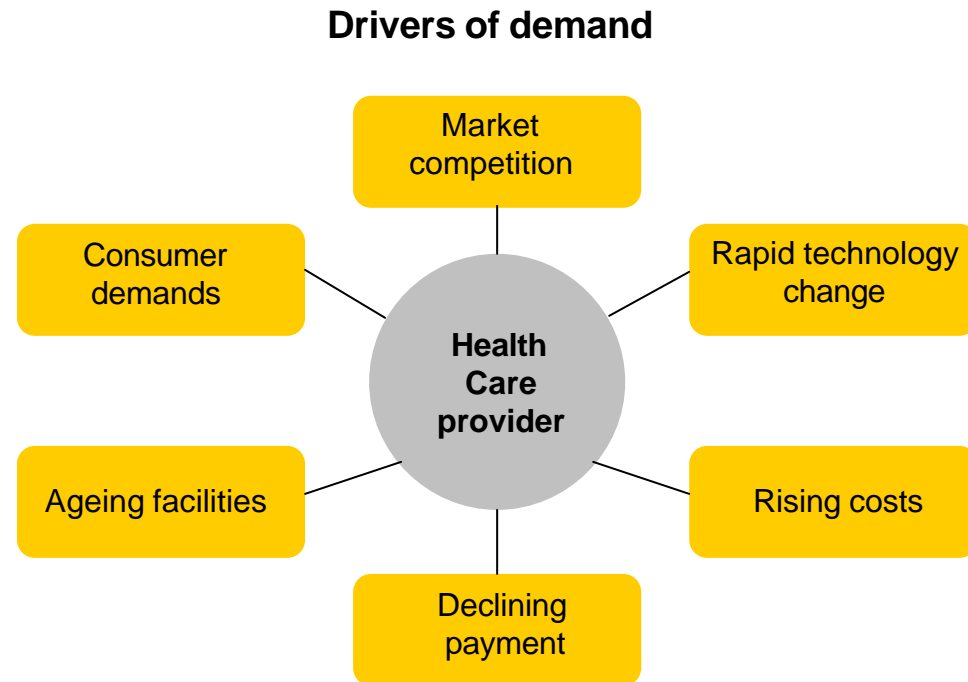 Drivers of demand
Market
competition
Consumer
demands
Rapid technology
change
Health
Care
provider
Ageing facilities
Rising costs
Declining
payment